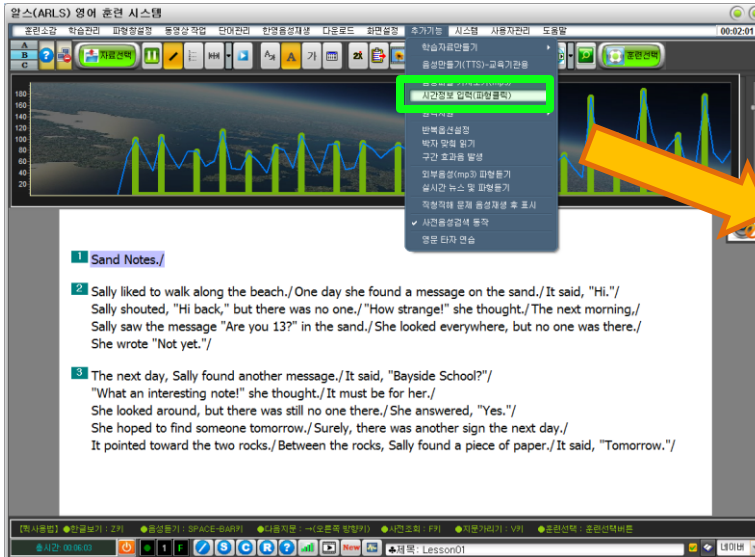 알스(ARLS) 영어 훈련 시스템
훈련소감 학습관리 파형창설정 동영상작업 단어관리 한영음성재생 다운로드 화면설정 추가기능 시스템 사용자관리 도움말 00:02:01
A
B
C
자료선택
가
훈련선택
학습자료만들기
음성만들기(TTS)-교육기관용
시간정보 입력(파형클릭)
반복옵션설정
박자 맞춰 읽기
구간 효과음 발생
외부음성(mp3) 파형듣기
실시간 뉴스 및 파형듣기
직청직해 문제 음성재생 후 표시
사전음성검색 동작
영문 타자 연습
180
160
140
120
100
80
60
40
20
1 Sand Notes./
2 Sally liked to walk along the beach./One day she found a message on the sand./It said, "Hi."/
Sally shouted, "Hi back," but there was no one./"How strange!" she thought./The next morning,/
Sally saw the message "Are you 13?" in the sand./She looked everywhere, but no one was there./
She wrote "Not yet."/
3 The next day, Sally found another message./It said, "Bayside School?"/
"What an interesting note!" she thought./It must be for her./
She looked around, but there was still no one there./She answered, "Yes."/
She hoped to find someone tomorrow./Surely, there was another sign the next day./
It pointed toward the two rocks./Between the rocks, Sally found a piece of paper./It said, "Tomorrow."/
【퀵사용법】 ●한글보기 : Z키 ●음성듣기 : SPACE-BAR키 ●다음지문 : →(오른쪽 방향키) ●사전조회 : F키 ●지문가리기 : V키 ●훈련선택 : 훈련선택버튼
출시간: 00:06:03 1 F S C R ? New ♣제목: Lesson01 네이버